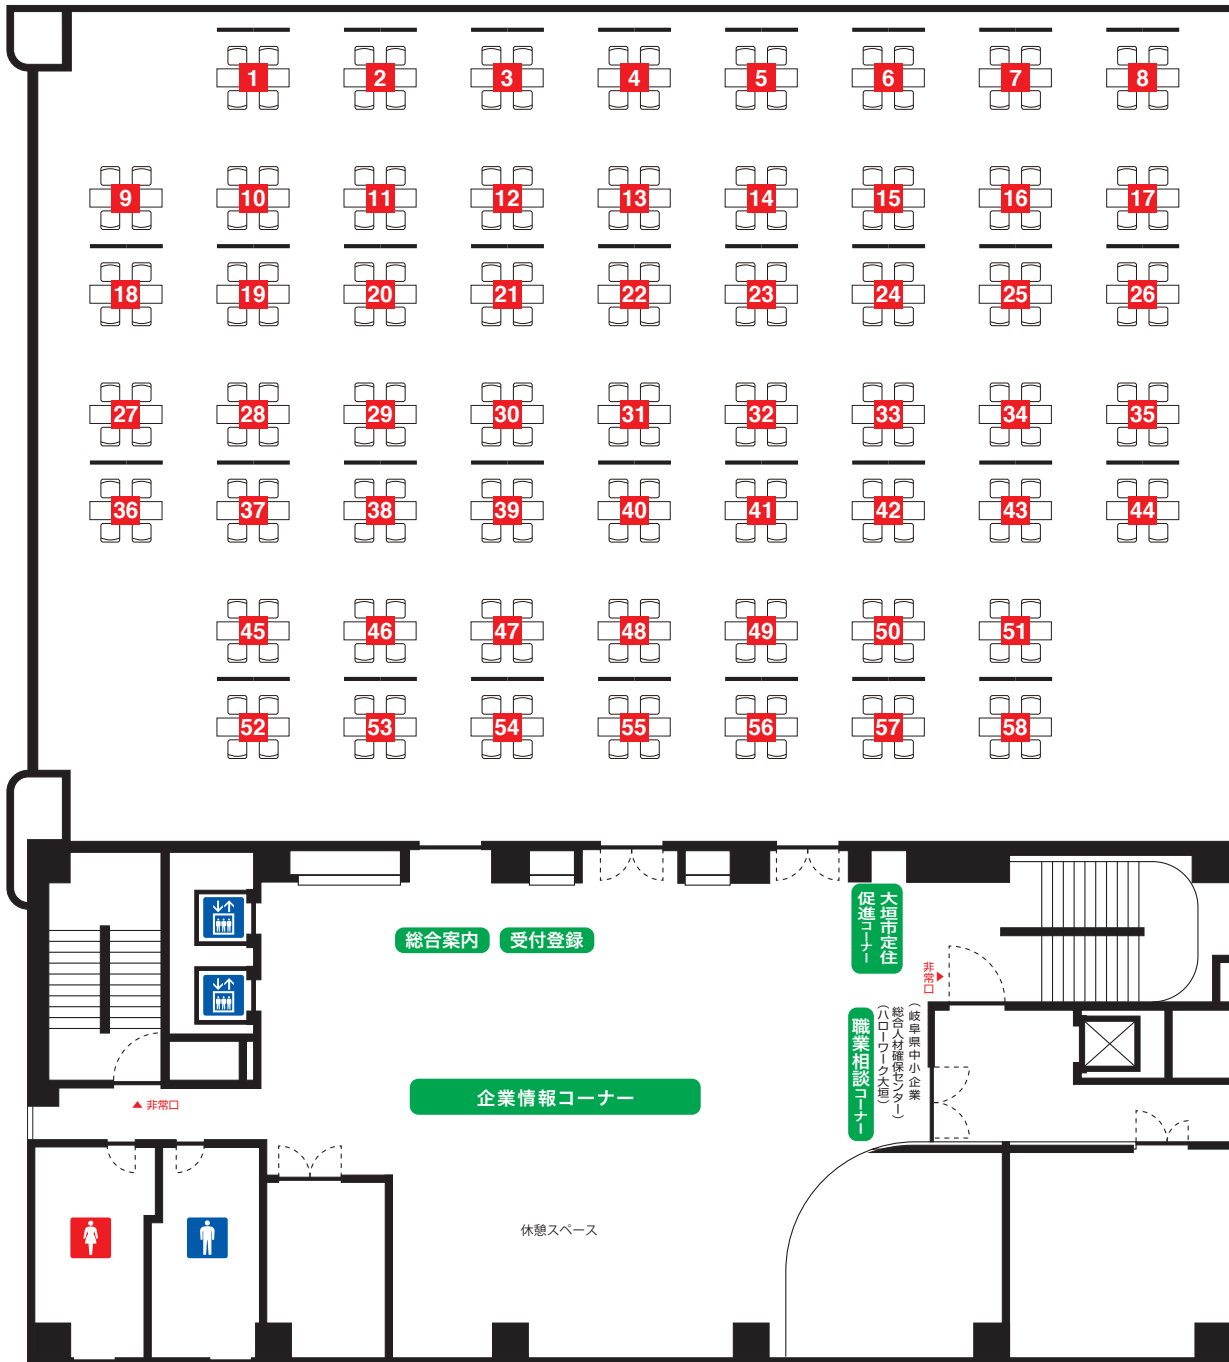 1 2 3 4 5 6 7 8
9 10 11 12 13 14 15 16 17
18 19 20 21 22 23 24 25 26
27 28 29 30 31 32 33 34 35
36 37 38 39 40 41 42 43 44
45 46 47 48 49 50 51
52 53 54 55 56 57 58
総合案内
受付登録
大垣市定住
促進コーナー
非常口
職業相談コーナー
(岐阜県中小企業
総合人材確保センター)
(ハローワーク大垣)
企業情報コーナー
非常口
休憩スペース